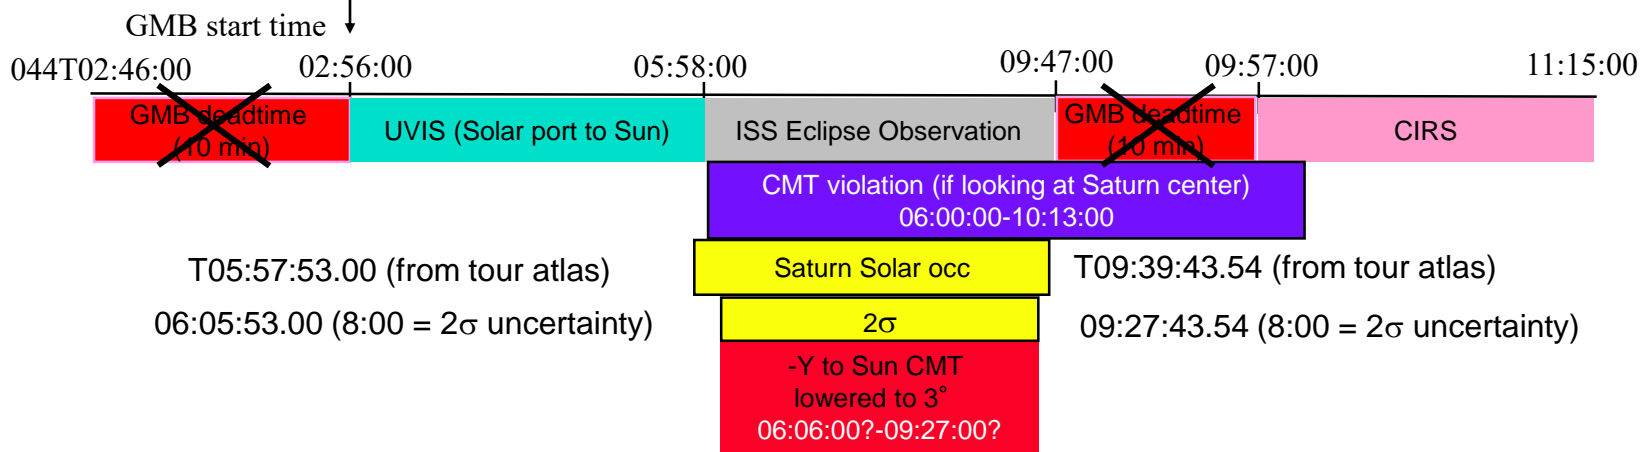 GMB start time
044T02:46:00 02:56:00 05:58:00 09:47:00 09:57:00 11:15:00
GMB deadtime
(10 min)
UVIS (Solar port to Sun)
ISS Eclipse Observation
GMB deadtime
(10 min)
CIRS
CMT violation (if looking at Saturn center)
06:00:00-10:13:00
T05:57:53.00 (from tour atlas)
Saturn Solar occ
T09:39:43.54 (from tour atlas)
06:05:53.00 (8:00 = 2σ uncertainty)
2σ
09:27:43.54 (8:00 = 2σ uncertainty)
-Y to Sun CMT
lowered to 3°
06:06:00?-09:27:00?